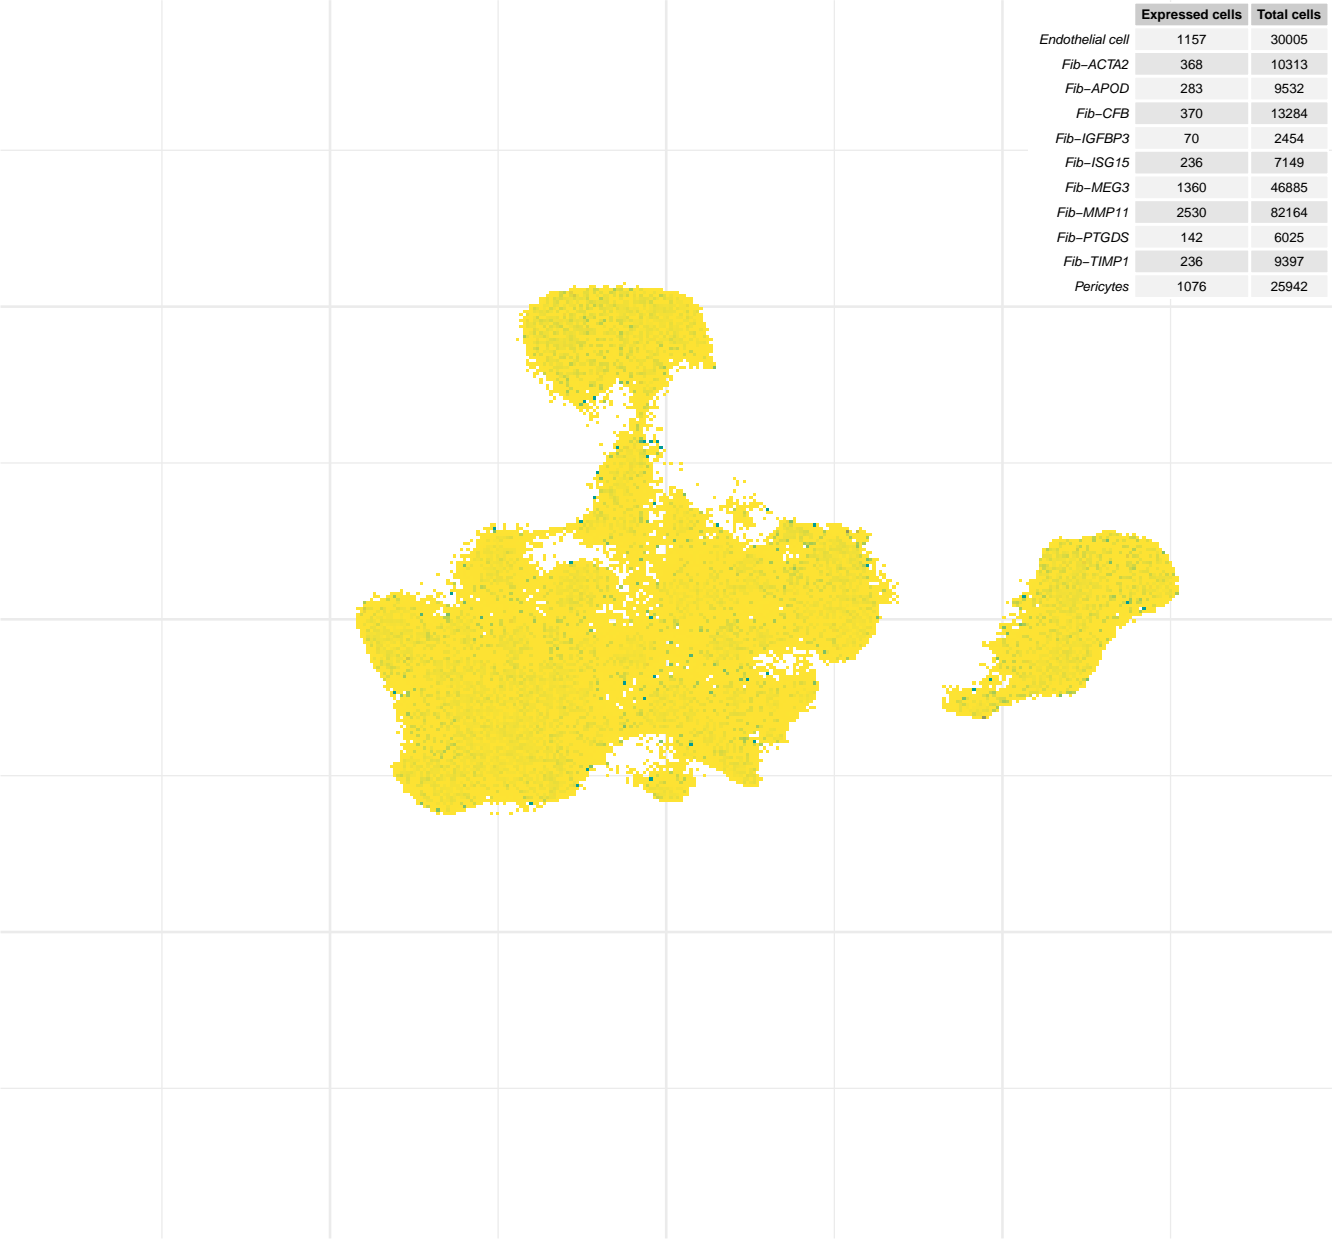 Expressed cells Total cells
Endothelial cell 1157 30005
Fib−ACTA2 368 10313
Fib−APOD 283 9532
Fib−CFB 370 13284
Fib−IGFBP3 70 2454
Fib−ISG15 236 7149
Fib−MEG3 1360 46885
Fib−MMP11 2530 82164
Fib−PTGDS 142 6025
Fib−TIMP1 236 9397
Pericytes 1076 25942